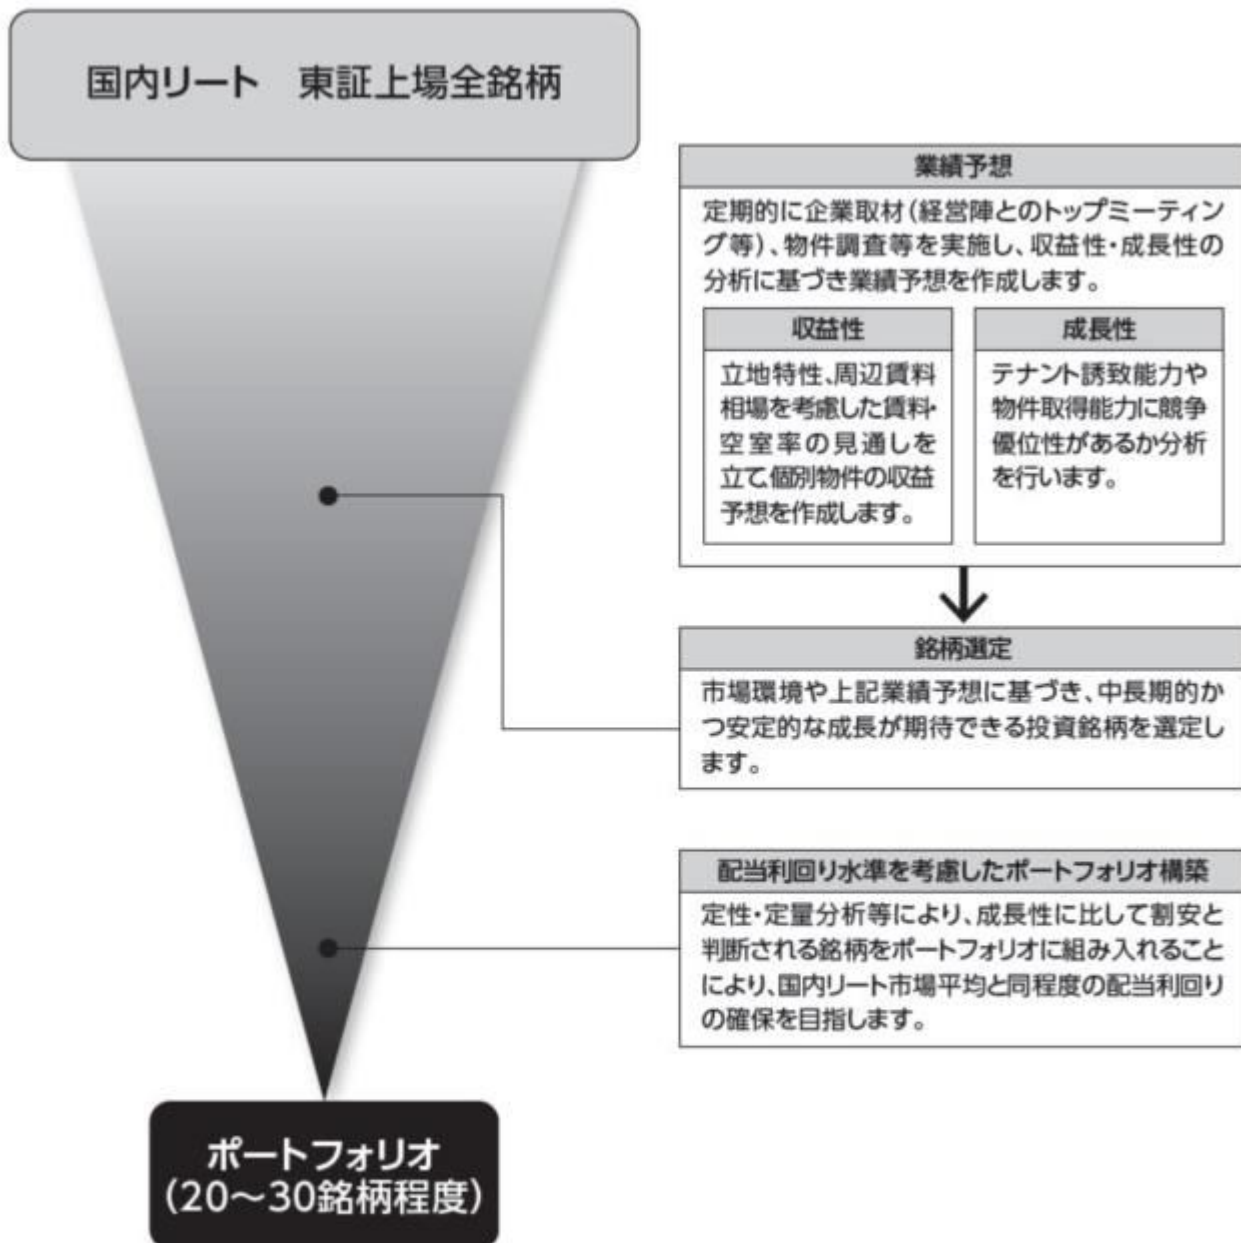 国内リート　東証上場全銘柄
業績予想
定期的に企業取材(経営陣とのトップミーティン
グ等)、物件調査等を実施し、収益性・成長性の
分析に基づき業績予想を作成します。
収益性
立地特性、周辺賃料
相場を考慮した賃料・
空室率の見通しを
立て、個別物件の収益
予想を作成します。
成長性
テナント誘致能力や
物件取得能力に競争
優位性があるか分析
を行います。
銘柄選定
市場環境や上記業績予想に基づき、中長期的か
つ安定的な成長が期待できる投資銘柄を選定し
ます。
配当利回り水準を考慮したポートフォリオ構築
定性・定量分析等により、成長性に比して割安と
判断される銘柄をポートフォリオに組み入れること
により、国内リート市場平均と同程度の配当利回り
の確保を目指します。
ポートフォリオ
(20〜30銘柄程度)